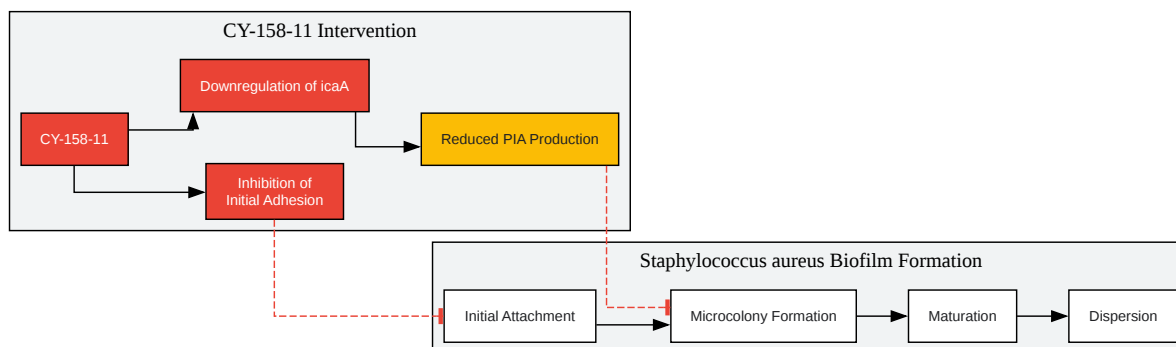 CY-158-11 Intervention
Downregulation of icaA
CY-158-11
Reduced PIA Production
Inhibition of
Initial Adhesion
Staphylococcus aureus Biofilm Formation
Initial Attachment
Microcolony Formation
Maturation
Dispersion